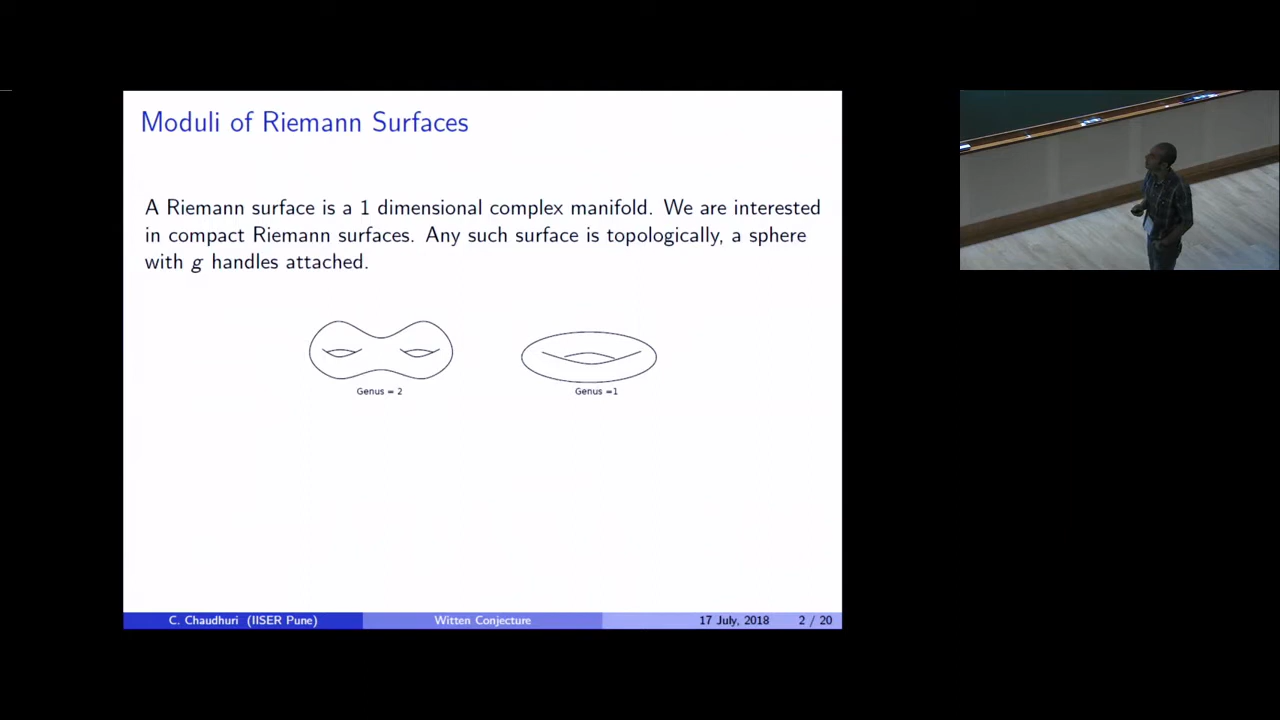 Moduli of Riemann Surfaces
A Riemann surface is a 1 dimensional complex manifold. We are interested
in compact Riemann surfaces. Any such surface is topologically, a sphere
with g handles attached.
Genus = 2
Genus =1
C. Chaudhuri (IISER Pune)
Witten Conjecture
17 July, 2018
2 / 20